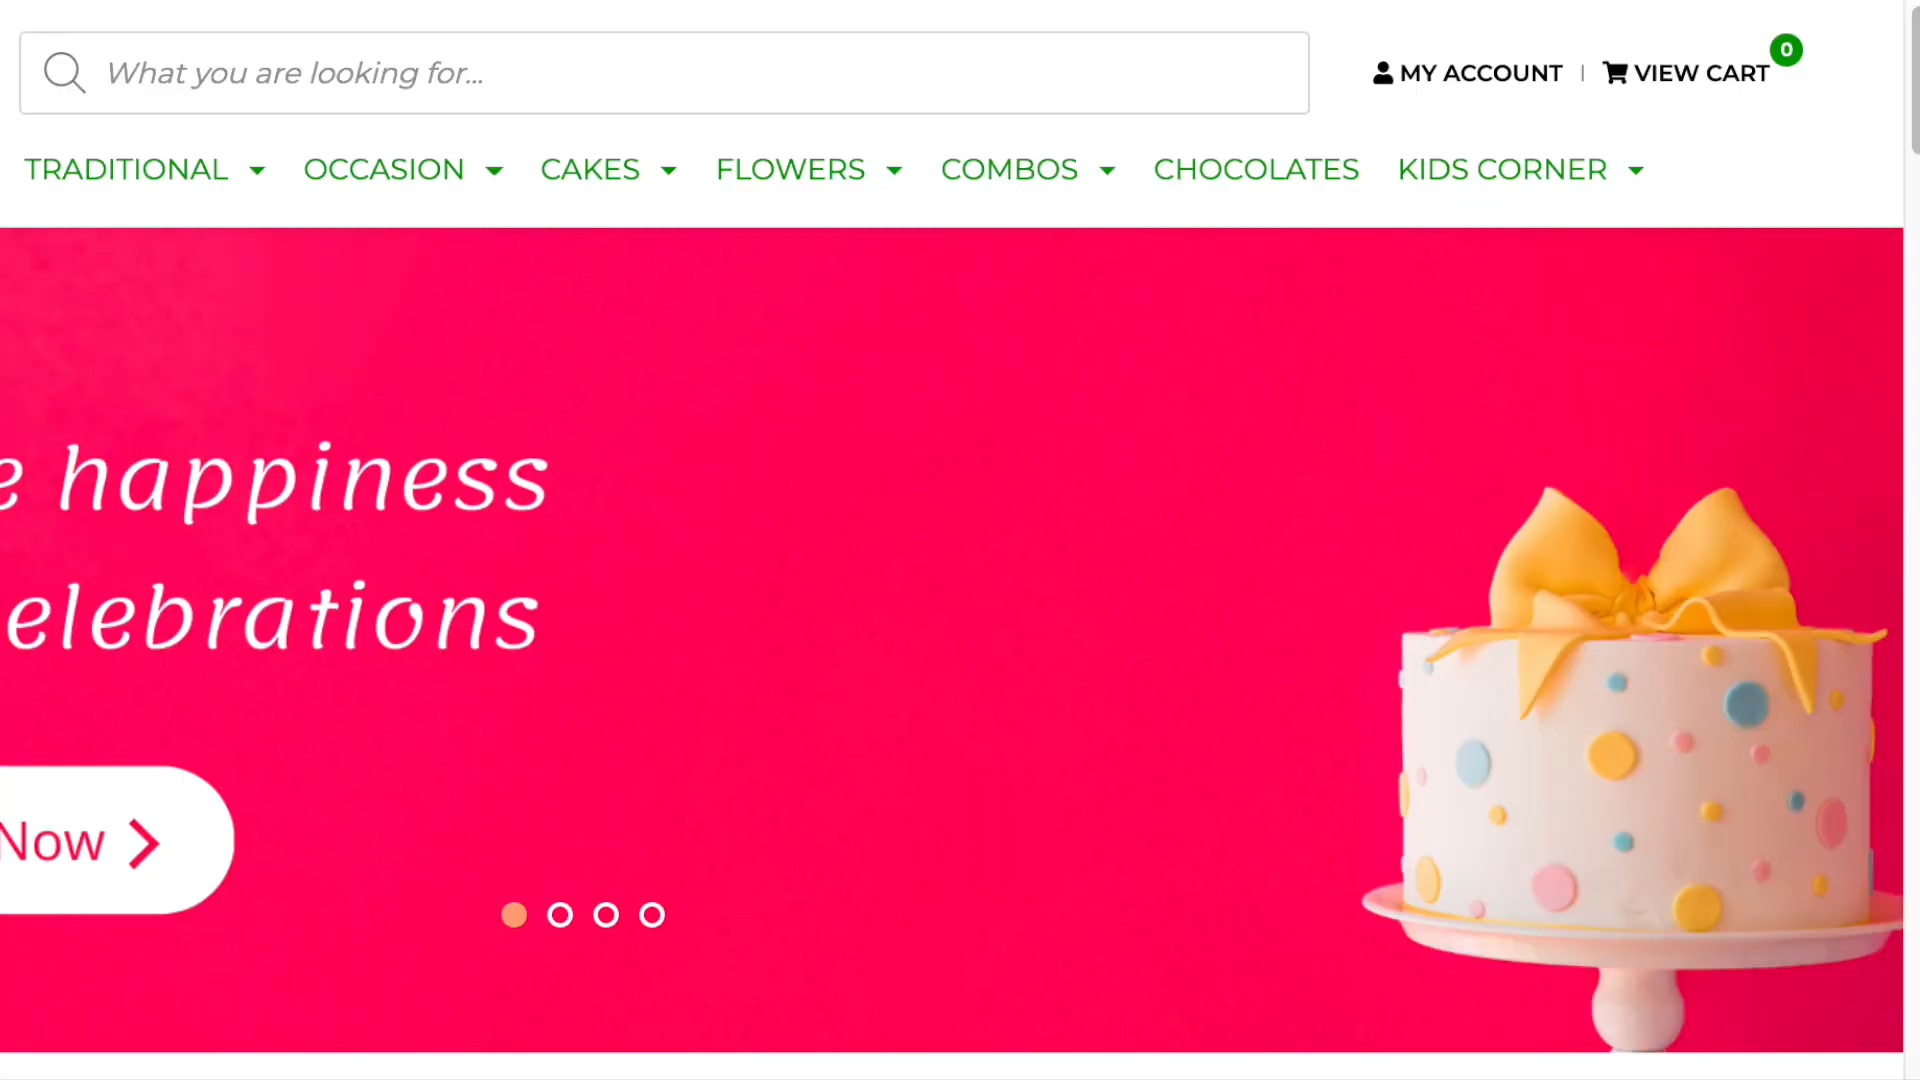 What you are looking for...
MY ACCOUNT | VIEW CART 0
TRADITIONAL OCCASION CAKES FLOWERS COMBOS CHOCOLATES KIDS CORNER
e happiness
elebrations
Now